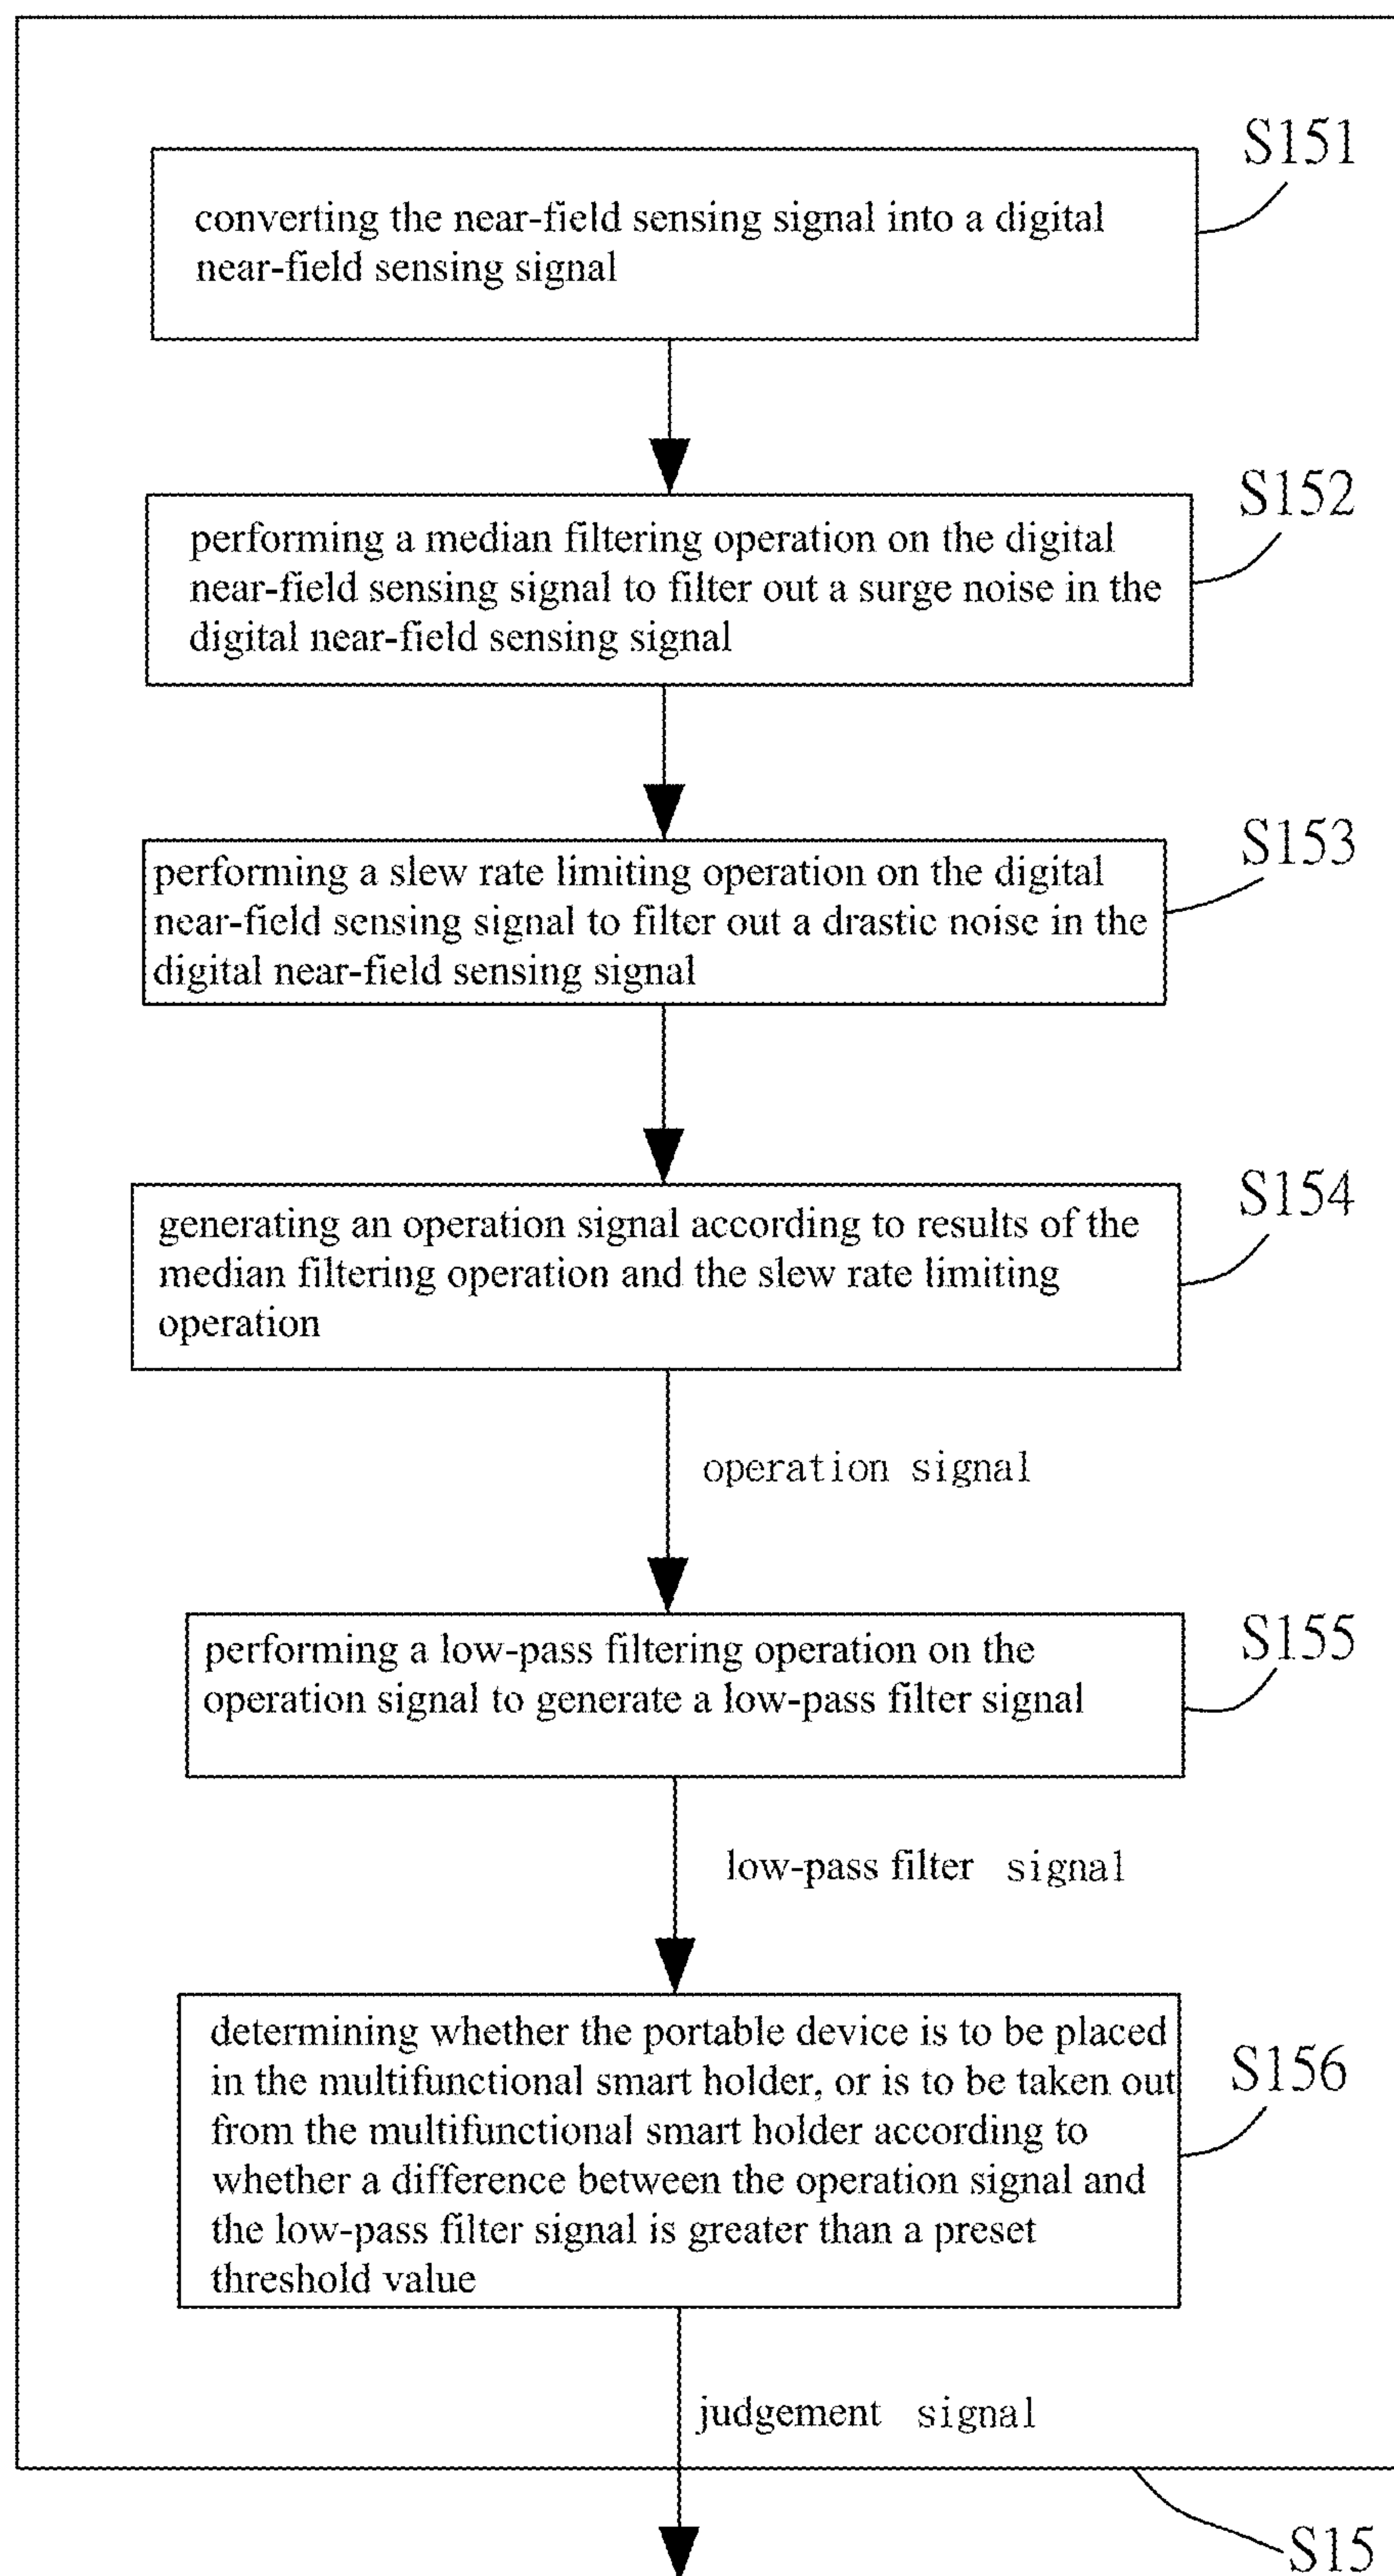 S151
converting the near-field sensing signal into a digital
near-field sensing signal
S152
performing a median filtering operation on the digital
near-field sensing signal to filter out a surge noise in the
digital near-field sensing signal
S153
performing a slew rate limiting operation on the digital
near-field sensing signal to filter out a drastic noise in the
digital near-field sensing signal
S154
generating an operation signal according to results of the
median filtering operation and the slew rate limiting
operation
operation signal
S155
performing a low-pass filtering operation on the
operation signal to generate a low-pass filter signal
low-pass filter signal
determining whether the portable device is to be placed
in the multifunctional smart holder, or is to be taken out
S156
from the multifunctional smart holder according to
whether a difference between the operation signal and
the low-pass filter signal is greater than a preset
threshold value
judgement signal
S15